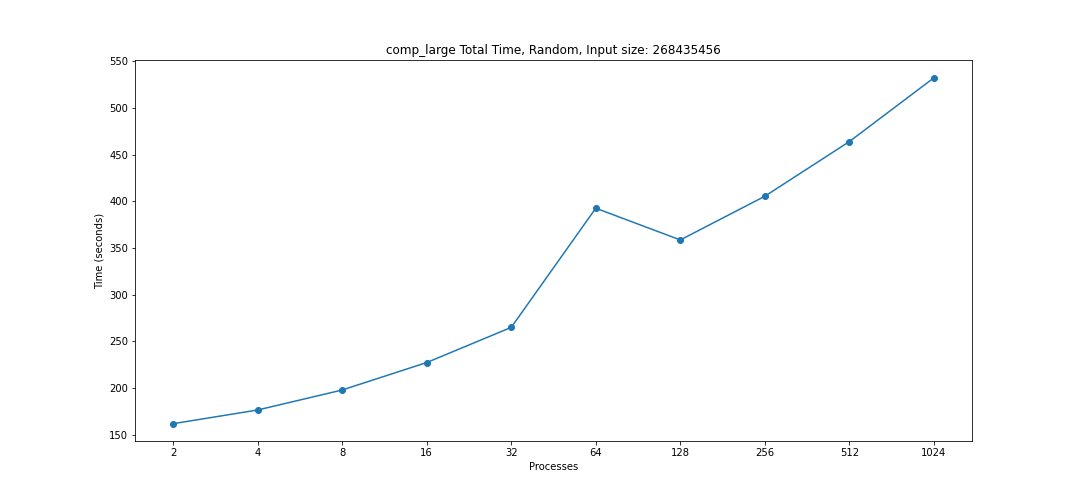 comp_large Total Time, Random, Input size: 268435456
550
500
450
400
350
300
250
200
150
Time (seconds)
2 4 8 16 32 64 128 256 512 1024
Processes